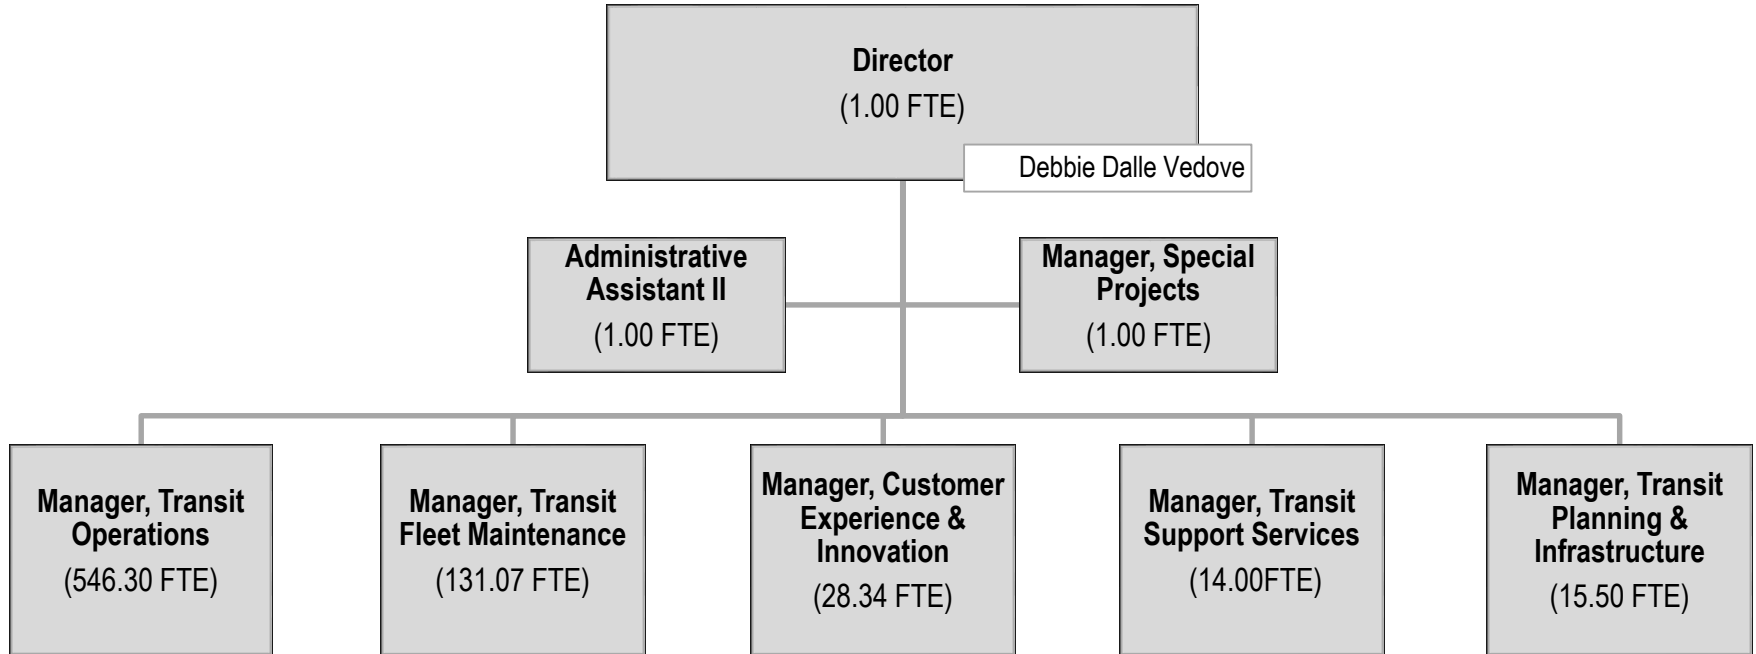 Director
(1.00 FTE)
Debbie Dalle Vedove
Administrative
Assistant II
(1.00 FTE)
Manager, Special
Projects
(1.00 FTE)
Manager, Transit
Operations
(546.30 FTE)
Manager, Transit
Fleet Maintenance
(131.07 FTE)
Manager, Customer
Experience &
Innovation
(28.34 FTE)
Manager, Transit
Support Services
(14.00FTE)
Manager, Transit
Planning &
Infrastructure
(15.50 FTE)